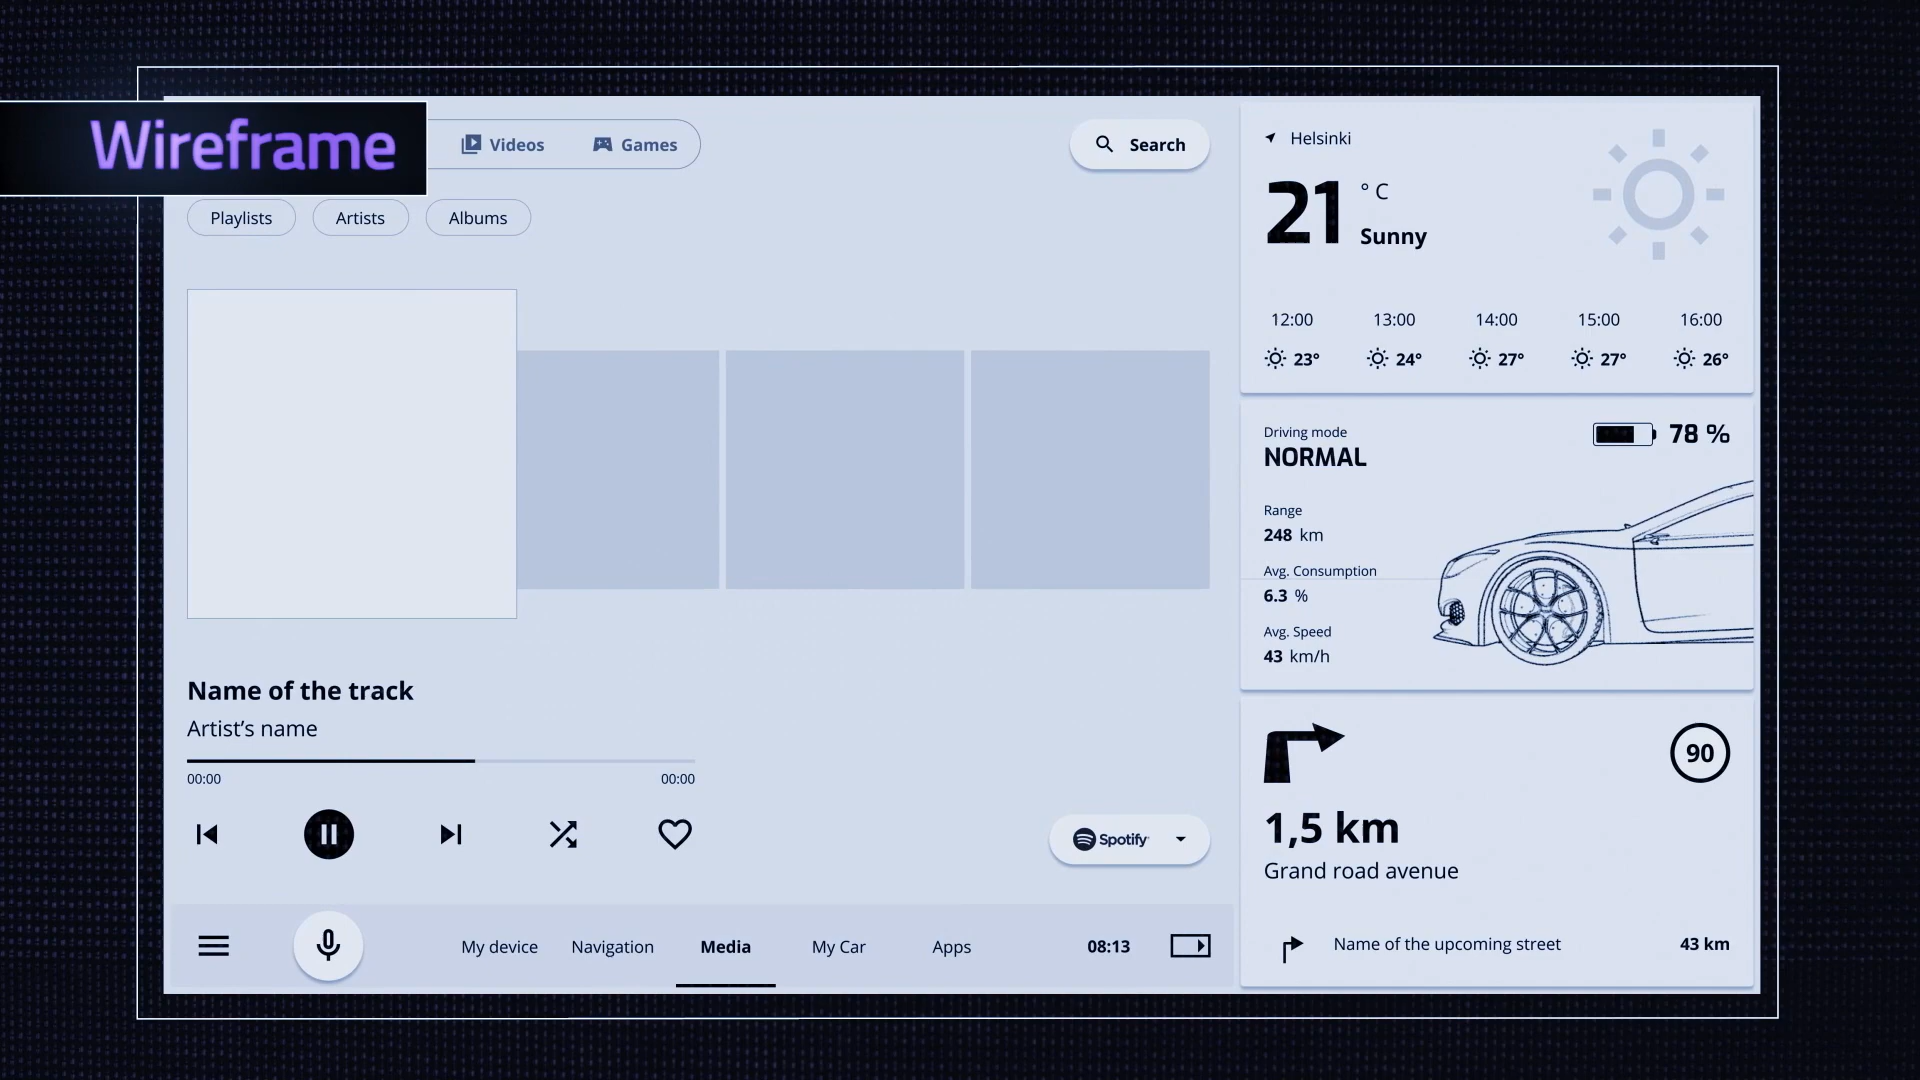 Wireframe
Videos
Games
Search
Playlists
Artists
Albums
Name of the track
Artist’s name
00:00
00:00
Spotify
My device
Navigation
Media
My Car
Apps
08:13
Helsinki
21
° C
Sunny
12:00
13:00
14:00
15:00
16:00
23°
24°
27°
27°
26°
Driving mode
NORMAL
78 %
Range
248 km
Avg. Consumption
6.3 %
Avg. Speed
43 km/h
90
1,5 km
Grand road avenue
Name of the upcoming street
43 km